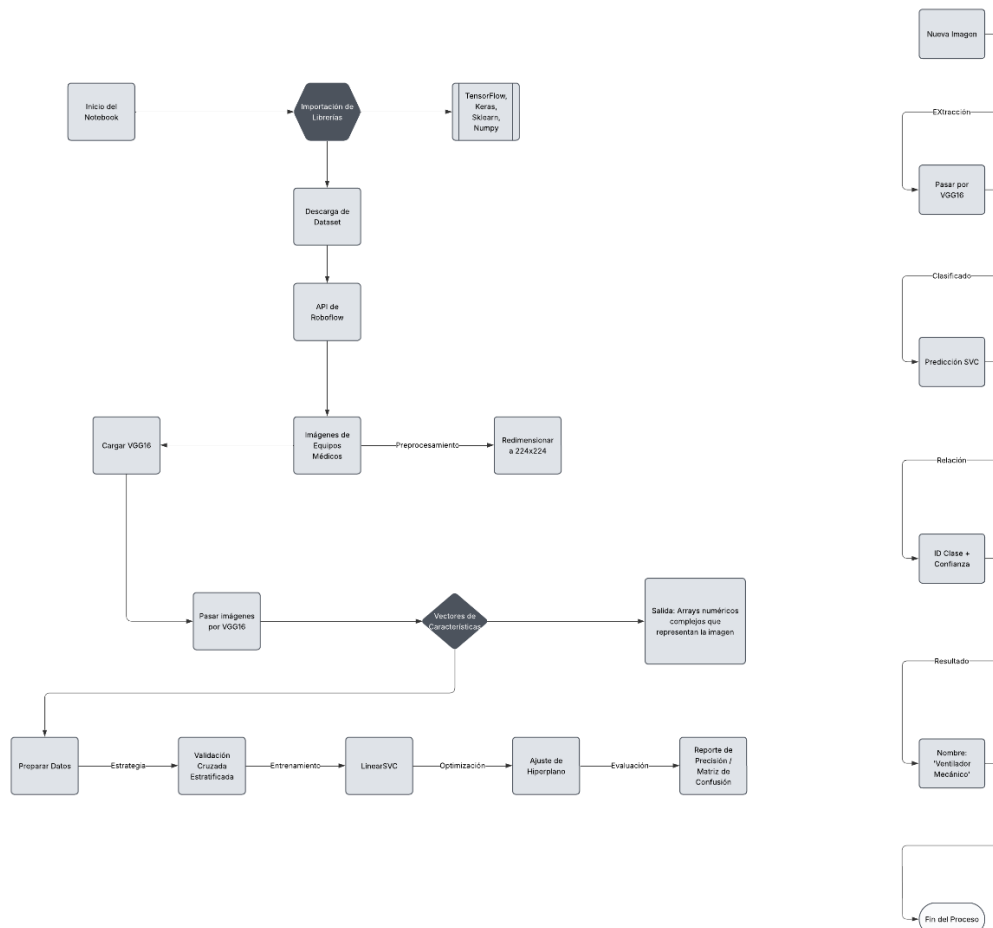 Nueva Imagen
Inicio del
Notebook
Importación de
Librerías
TensorFlow,
Keras,
Sklearn,
Numpy
EXtracción
Pasar por
VGG16
Descarga de
Dataset
API de
Roboflow
Clasificado
Predicción SVC
Cargar VGG16
Imágenes de
Equipos
Médicos
Preprocesamiento
Redimensionar
a 224x224
Relación
ID Clase +
Confianza
Pasar imágenes
por VGG16
Vectores de
Características
Salida: Arrays numéricos
complejos que
representan la imagen
Resultado
Nombre:
'Ventilador
Mecánico'
Preparar Datos
Estrategia
Validación
Cruzada
Estratificada
Entrenamiento
LinearSVC
Optimización
Ajuste de
Hiperplano
Evaluación
Reporte de
Precisión /
Matriz de
Confusión
Fin del Proceso